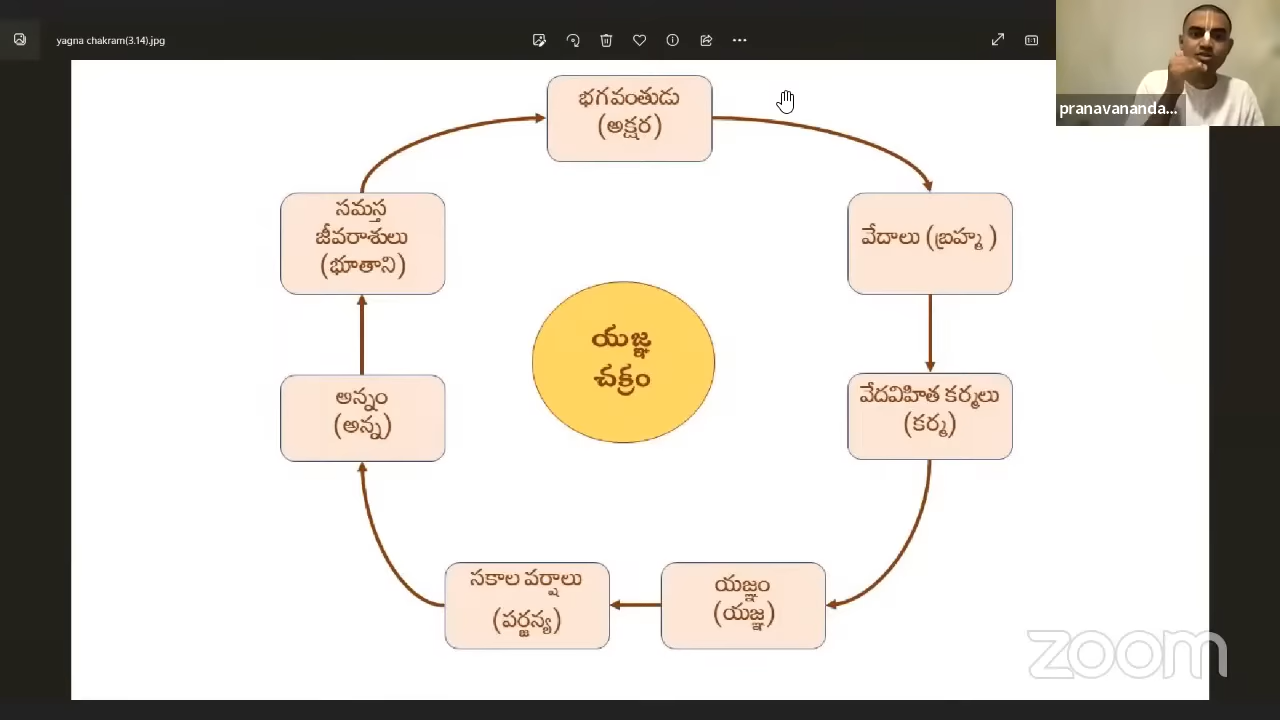 yagna chakram(3.14).jpg
pranavananda...
భగవంతుడు
(అక్షర)
వేదాలు (బ్రహ్మ )
వేదవిహిత కర్మలు
(కర్మ)
యజ్ఞం
(యజ్ఞ)
సకాల వర్షాలు
(పర్జన్య)
అన్నం
(అన్న)
సమస్త
జీవరాశులు
(భూతాని)
యజ్ఞ
చక్రం
zoom